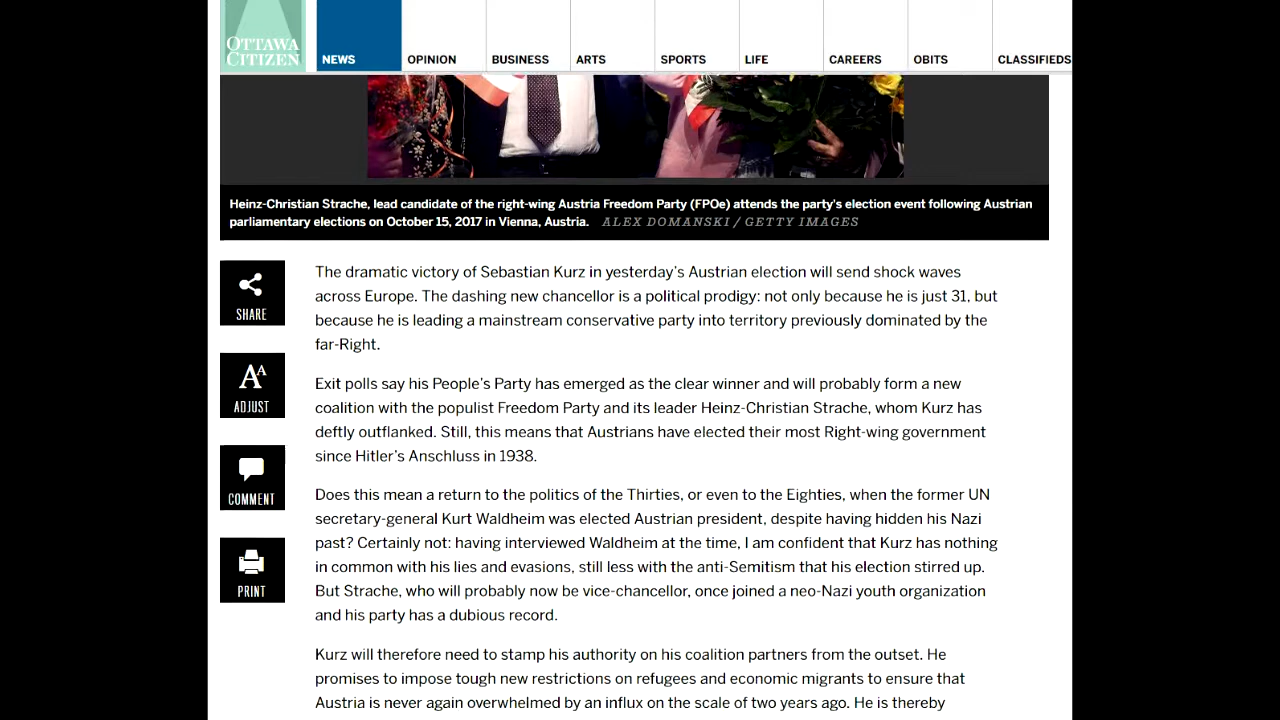 OTTAWA
CITIZEN
NEWS
OPINION
BUSINESS
ARTS
SPORTS
LIFE
CAREERS
OBITS
CLASSIFIEDS
Heinz-Christian Strache, lead candidate of the right-wing Austria Freedom Party (FPOe) attends the party's election event following Austrian
parliamentary elections on October 15, 2017 in Vienna, Austria. ALEX DOMANSKI / GETTY IMAGES
SHARE
ADJUST
COMMENT
PRINT
The dramatic victory of Sebastian Kurz in yesterday's Austrian election will send shock waves
across Europe. The dashing new chancellor is a political prodigy: not only because he is just 31, but
because he is leading a mainstream conservative party into territory previously dominated by the
far-Right.
Exit polls say his People's Party has emerged as the clear winner and will probably form a new
coalition with the populist Freedom Party and its leader Heinz-Christian Strache, whom Kurz has
deftly outflanked. Still, this means that Austrians have elected their most Right-wing government
since Hitler's Anschluss in 1938.
Does this mean a return to the politics of the Thirties, or even to the Eighties, when the former UN
secretary-general Kurt Waldheim was elected Austrian president, despite having hidden his Nazi
past? Certainly not: having interviewed Waldheim at the time, I am confident that Kurz has nothing
in common with his lies and evasions, still less with the anti-Semitism that his election stirred up.
But Strache, who will probably now be vice-chancellor, once joined a neo-Nazi youth organization
and his party has a dubious record.
Kurz will therefore need to stamp his authority on his coalition partners from the outset. He
promises to impose tough new restrictions on refugees and economic migrants to ensure that
Austria is never again overwhelmed by an influx on the scale of two years ago. He is thereby